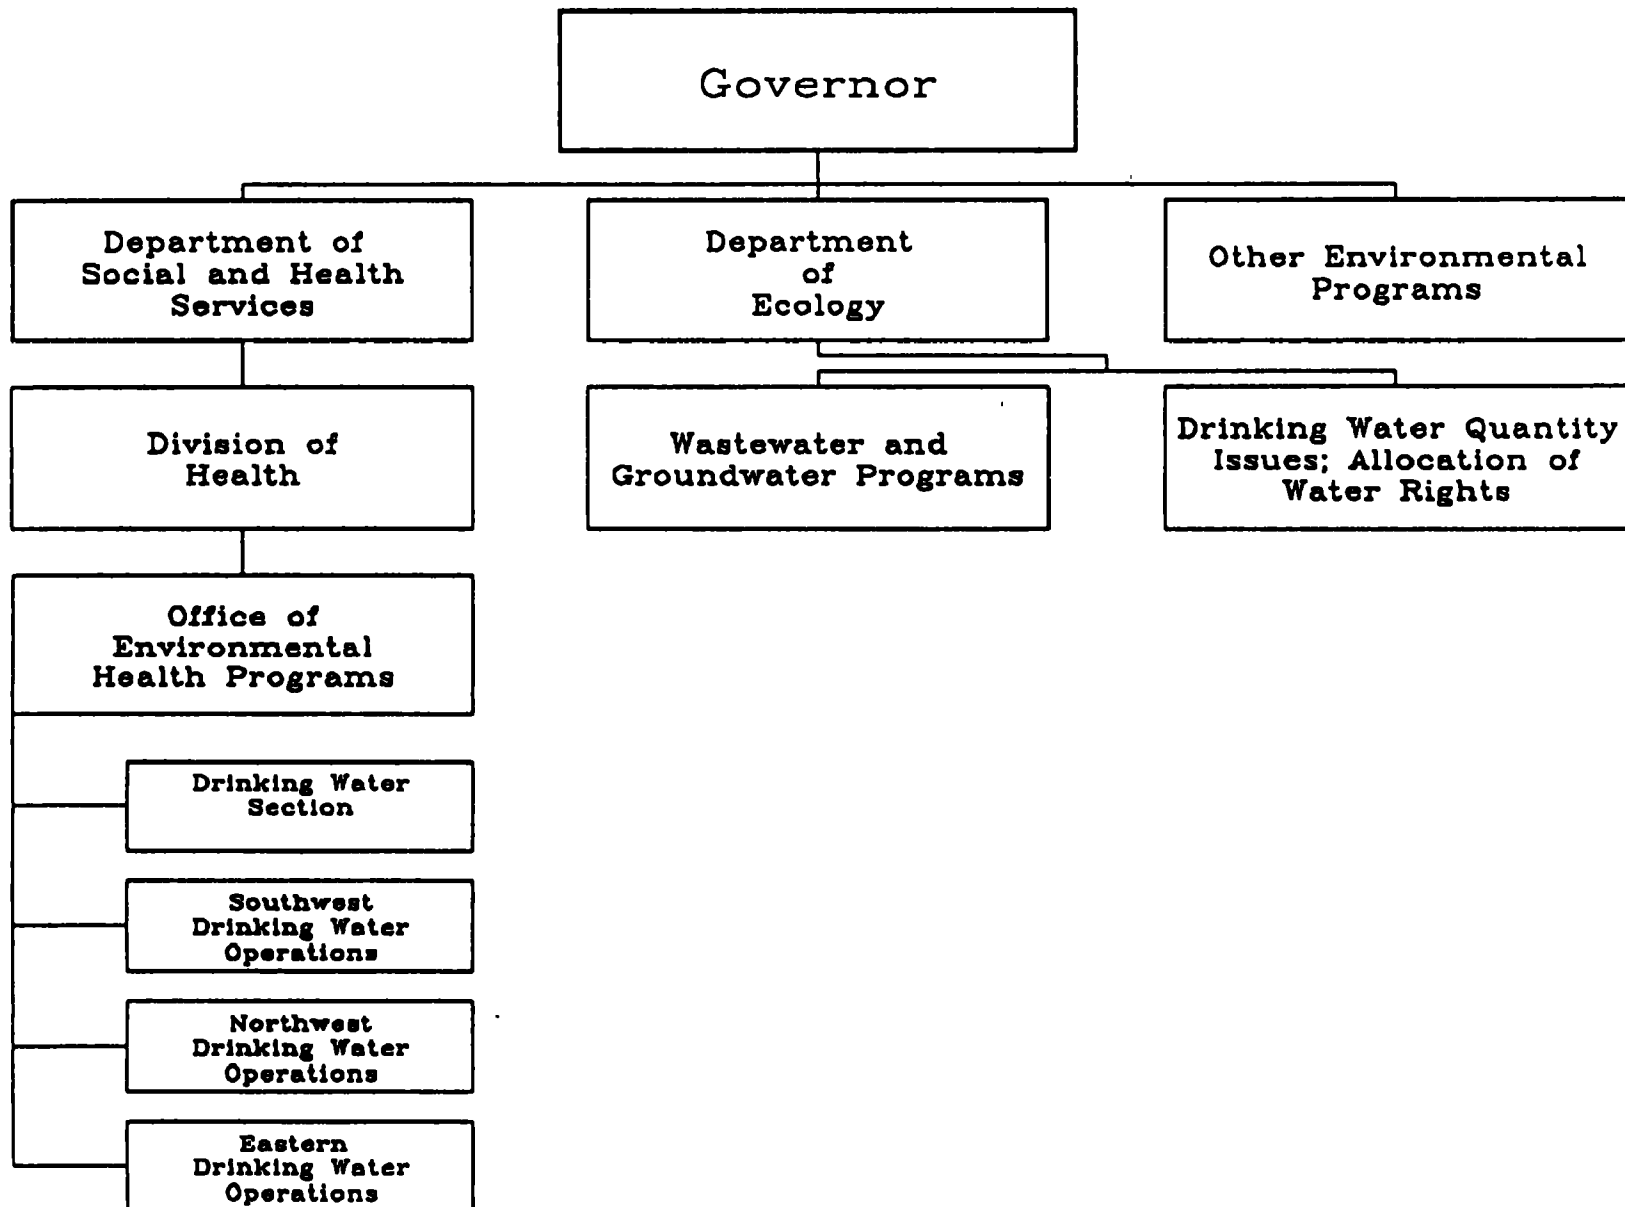 Governor
Department of
Social and Health
Services
Department
of
Ecology
Other Environmental
Programs
Division of
Health
Wastewater and
Groundwater Programs
Drinking Water Quantity
Issues; Allocation of
Water Rights
Office of
Environmental
Health Programs
Drinking Water
Section
Southwest
Drinking Water
Operations
Northwest
Drinking Water
Operations
Eastern
Drinking Water
Operations